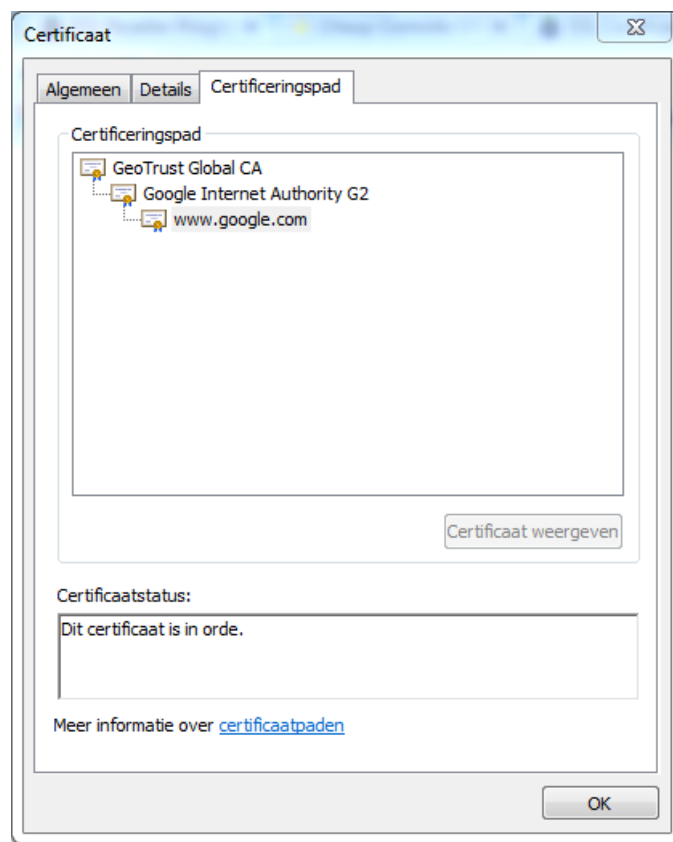 Certificaat
Algemeen Details Certificeringspad
Certificeringspad
GeoTrust Global CA
Google Internet Authority G2
www.google.com
Certificaat weergeven
Certificaatstatus:
Dit certificaat is in orde.
Meer informatie over certificaatpaden
OK